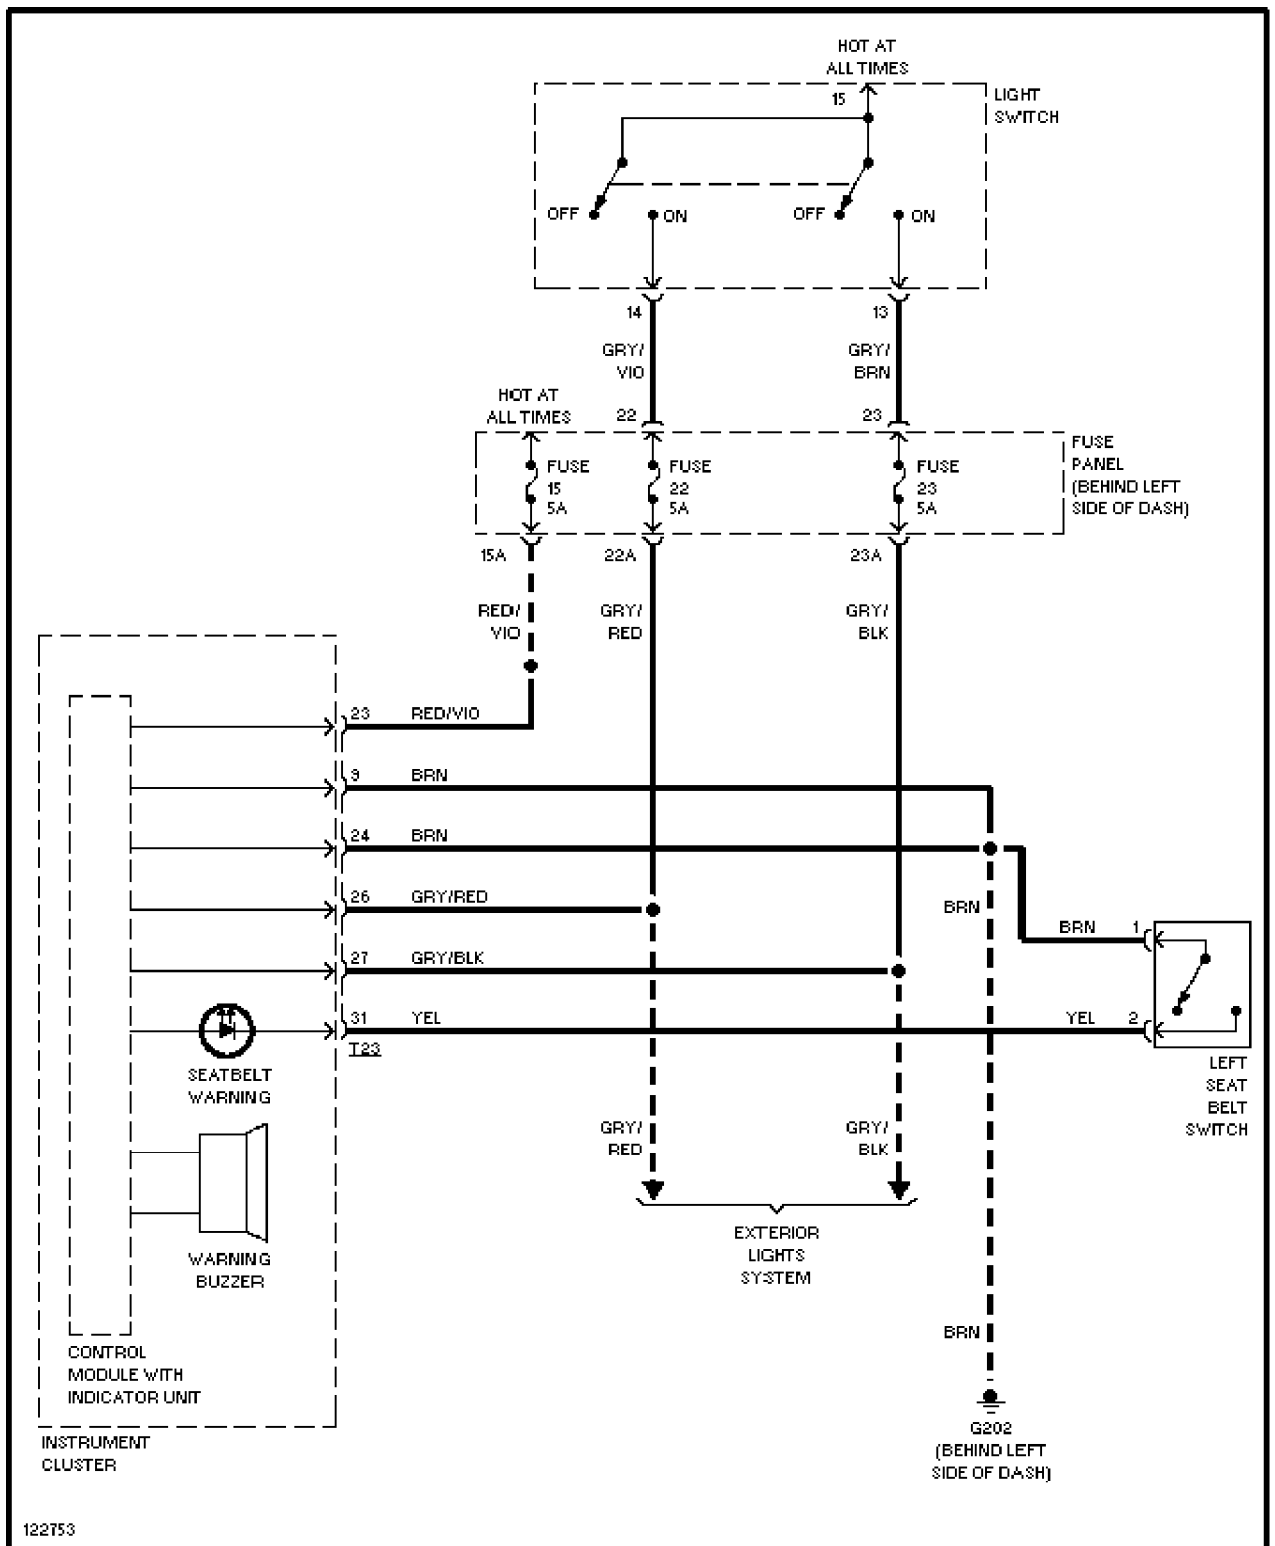 HOT AT
ALL TIMES
15
LIGHT
SWITCH
OFF
ON
OFF
ON
14
13
GRY/
VIO
GRY/
BRN
HOT AT
ALL TIMES
22
23
FUSE
15
5A
FUSE
22
5A
FUSE
23
5A
FUSE
PANEL
(BEHIND LEFT
SIDE OF DASH)
15A
22A
23A
RED/
VIO
GRY/
RED
GRY/
BLK
23 RED/VIO
9 BRN
24 BRN
26 GRY/RED
27 GRY/BLK
31 YEL
T23
BRN
BRN 1
YEL 2
LEFT
SEAT
BELT
SWITCH
SEATBELT
WARNING
GRY/
RED
GRY/
BLK
WARNING
BUZZER
EXTERIOR
LIGHTS
SYSTEM
BRN
CONTROL
MODULE WITH
INDICATOR UNIT
G202
(BEHIND LEFT
SIDE OF DASH)
INSTRUMENT
CLUSTER
122753